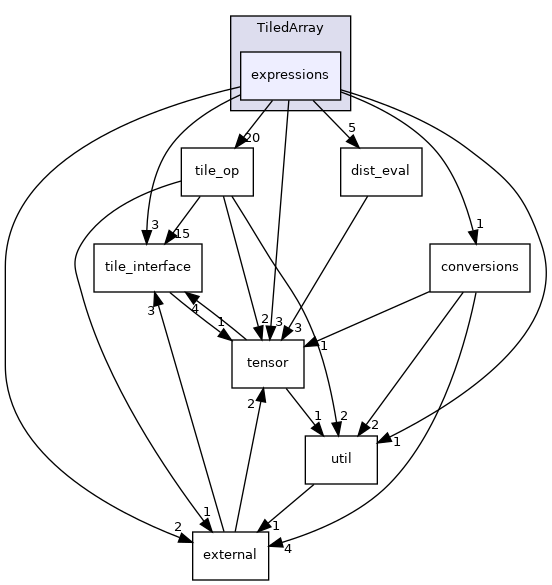 TiledArray
expressions
20
5
tile_op
dist_eval
3
15
1
tile_interface
conversions
3
4
1
2
3
3
1
tensor
2
1
2
2
1
util
2
1
1
4
external